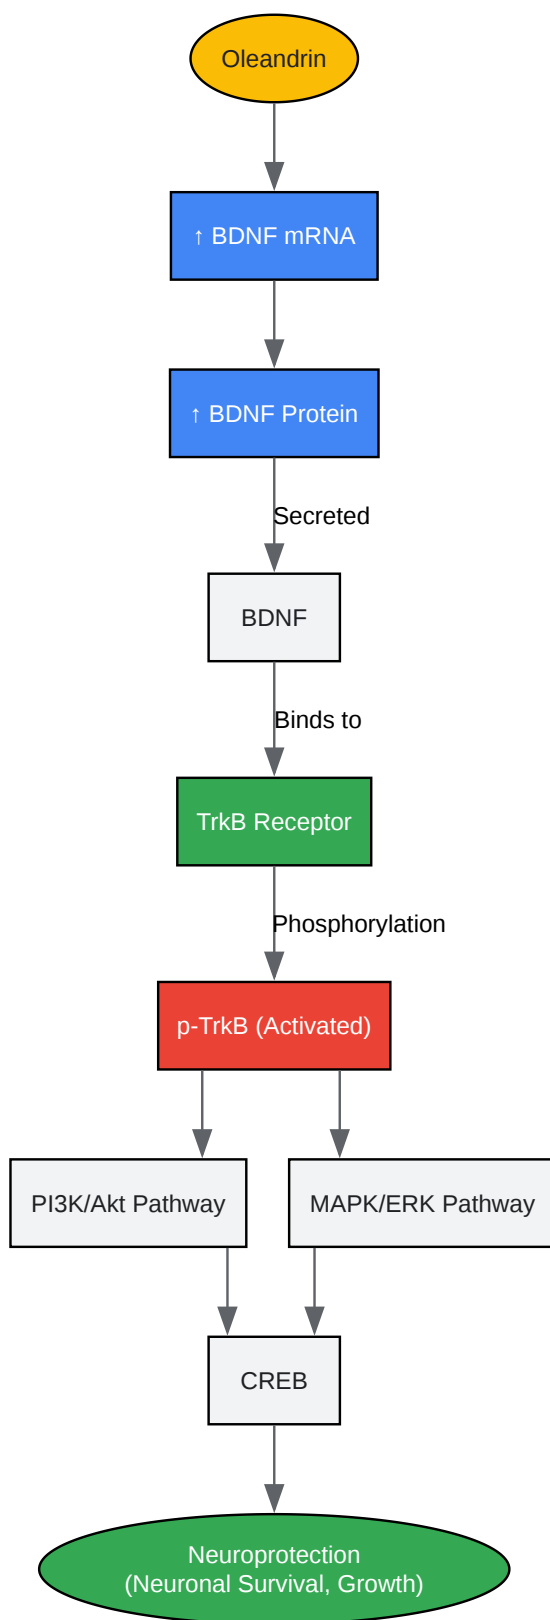 Oleandrin
↑ BDNF mRNA
↑ BDNF Protein
Secreted
BDNF
Binds to
TrkB Receptor
Phosphorylation
p-TrkB (Activated)
PI3K/Akt Pathway
MAPK/ERK Pathway
CREB
Neuroprotection
(Neuronal Survival, Growth)